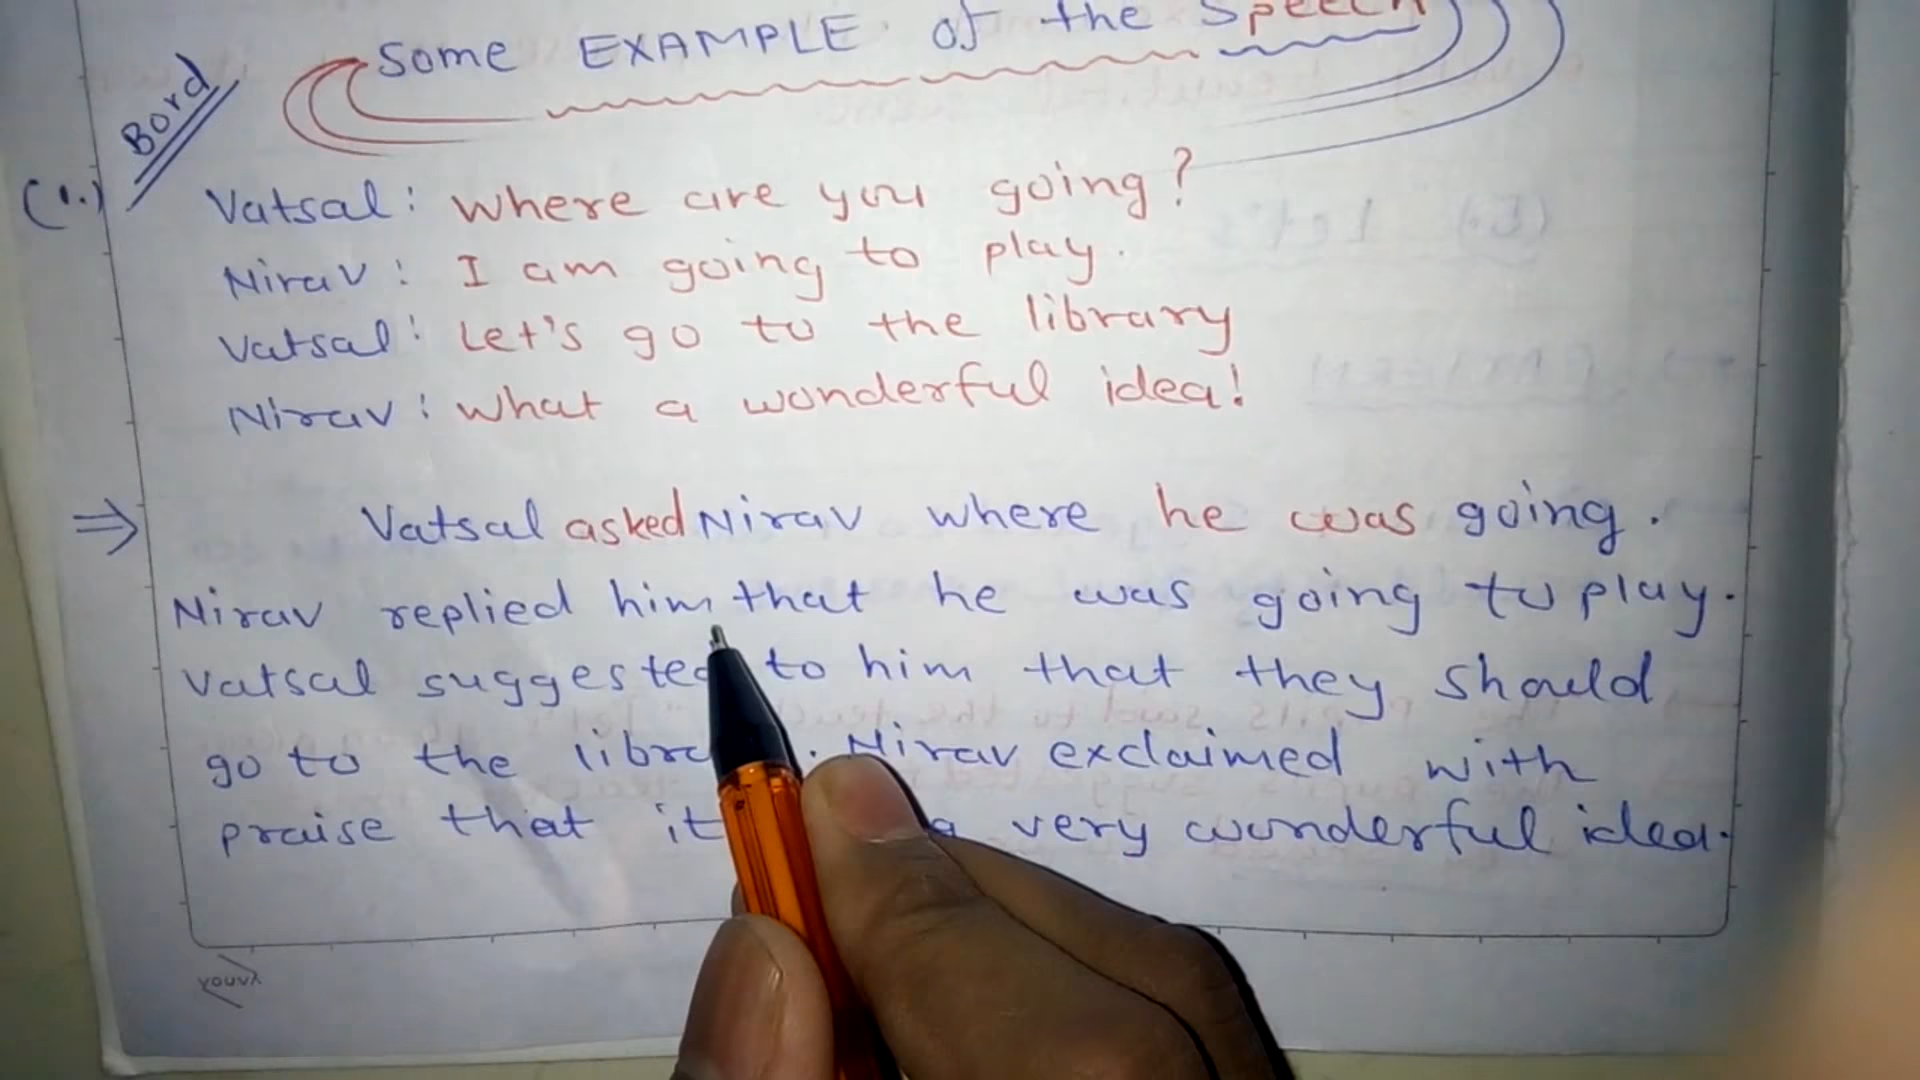 Some EXAMPLE of the Speech
Bord
(1.) Vatsal: Where are you going?
Nirav: I am going to play.
Vatsal: Let's go to the library
Nirav: What a wonderful idea!
⇒ Vatsal asked Nirav where he was going.
Nirav replied him that he was going to play.
Vatsal suggested to him that they should
go to the . Nirav exclaimed with
praise that it a very wonderful idea.
YOUVA